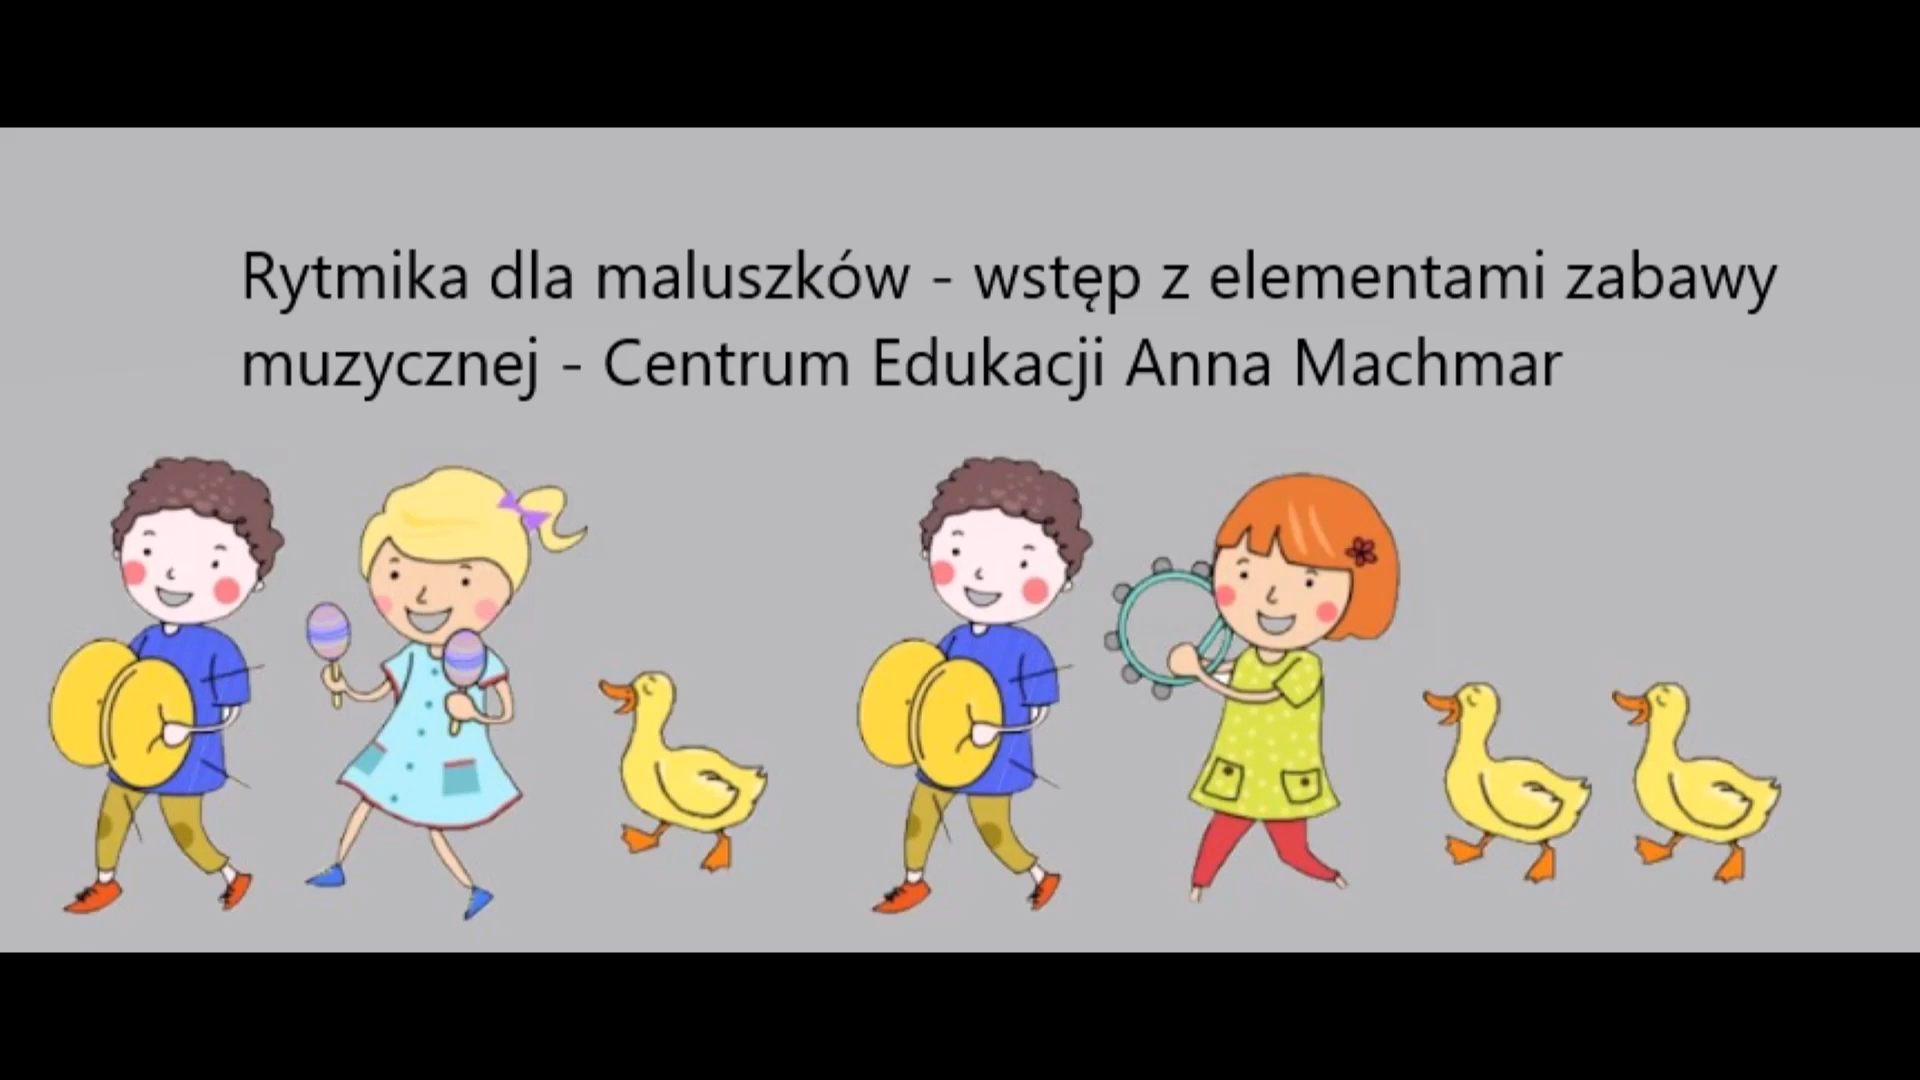 Rytmika dla maluszków - wstęp z elementami zabawy
muzycznej - Centrum Edukacji Anna Machmar